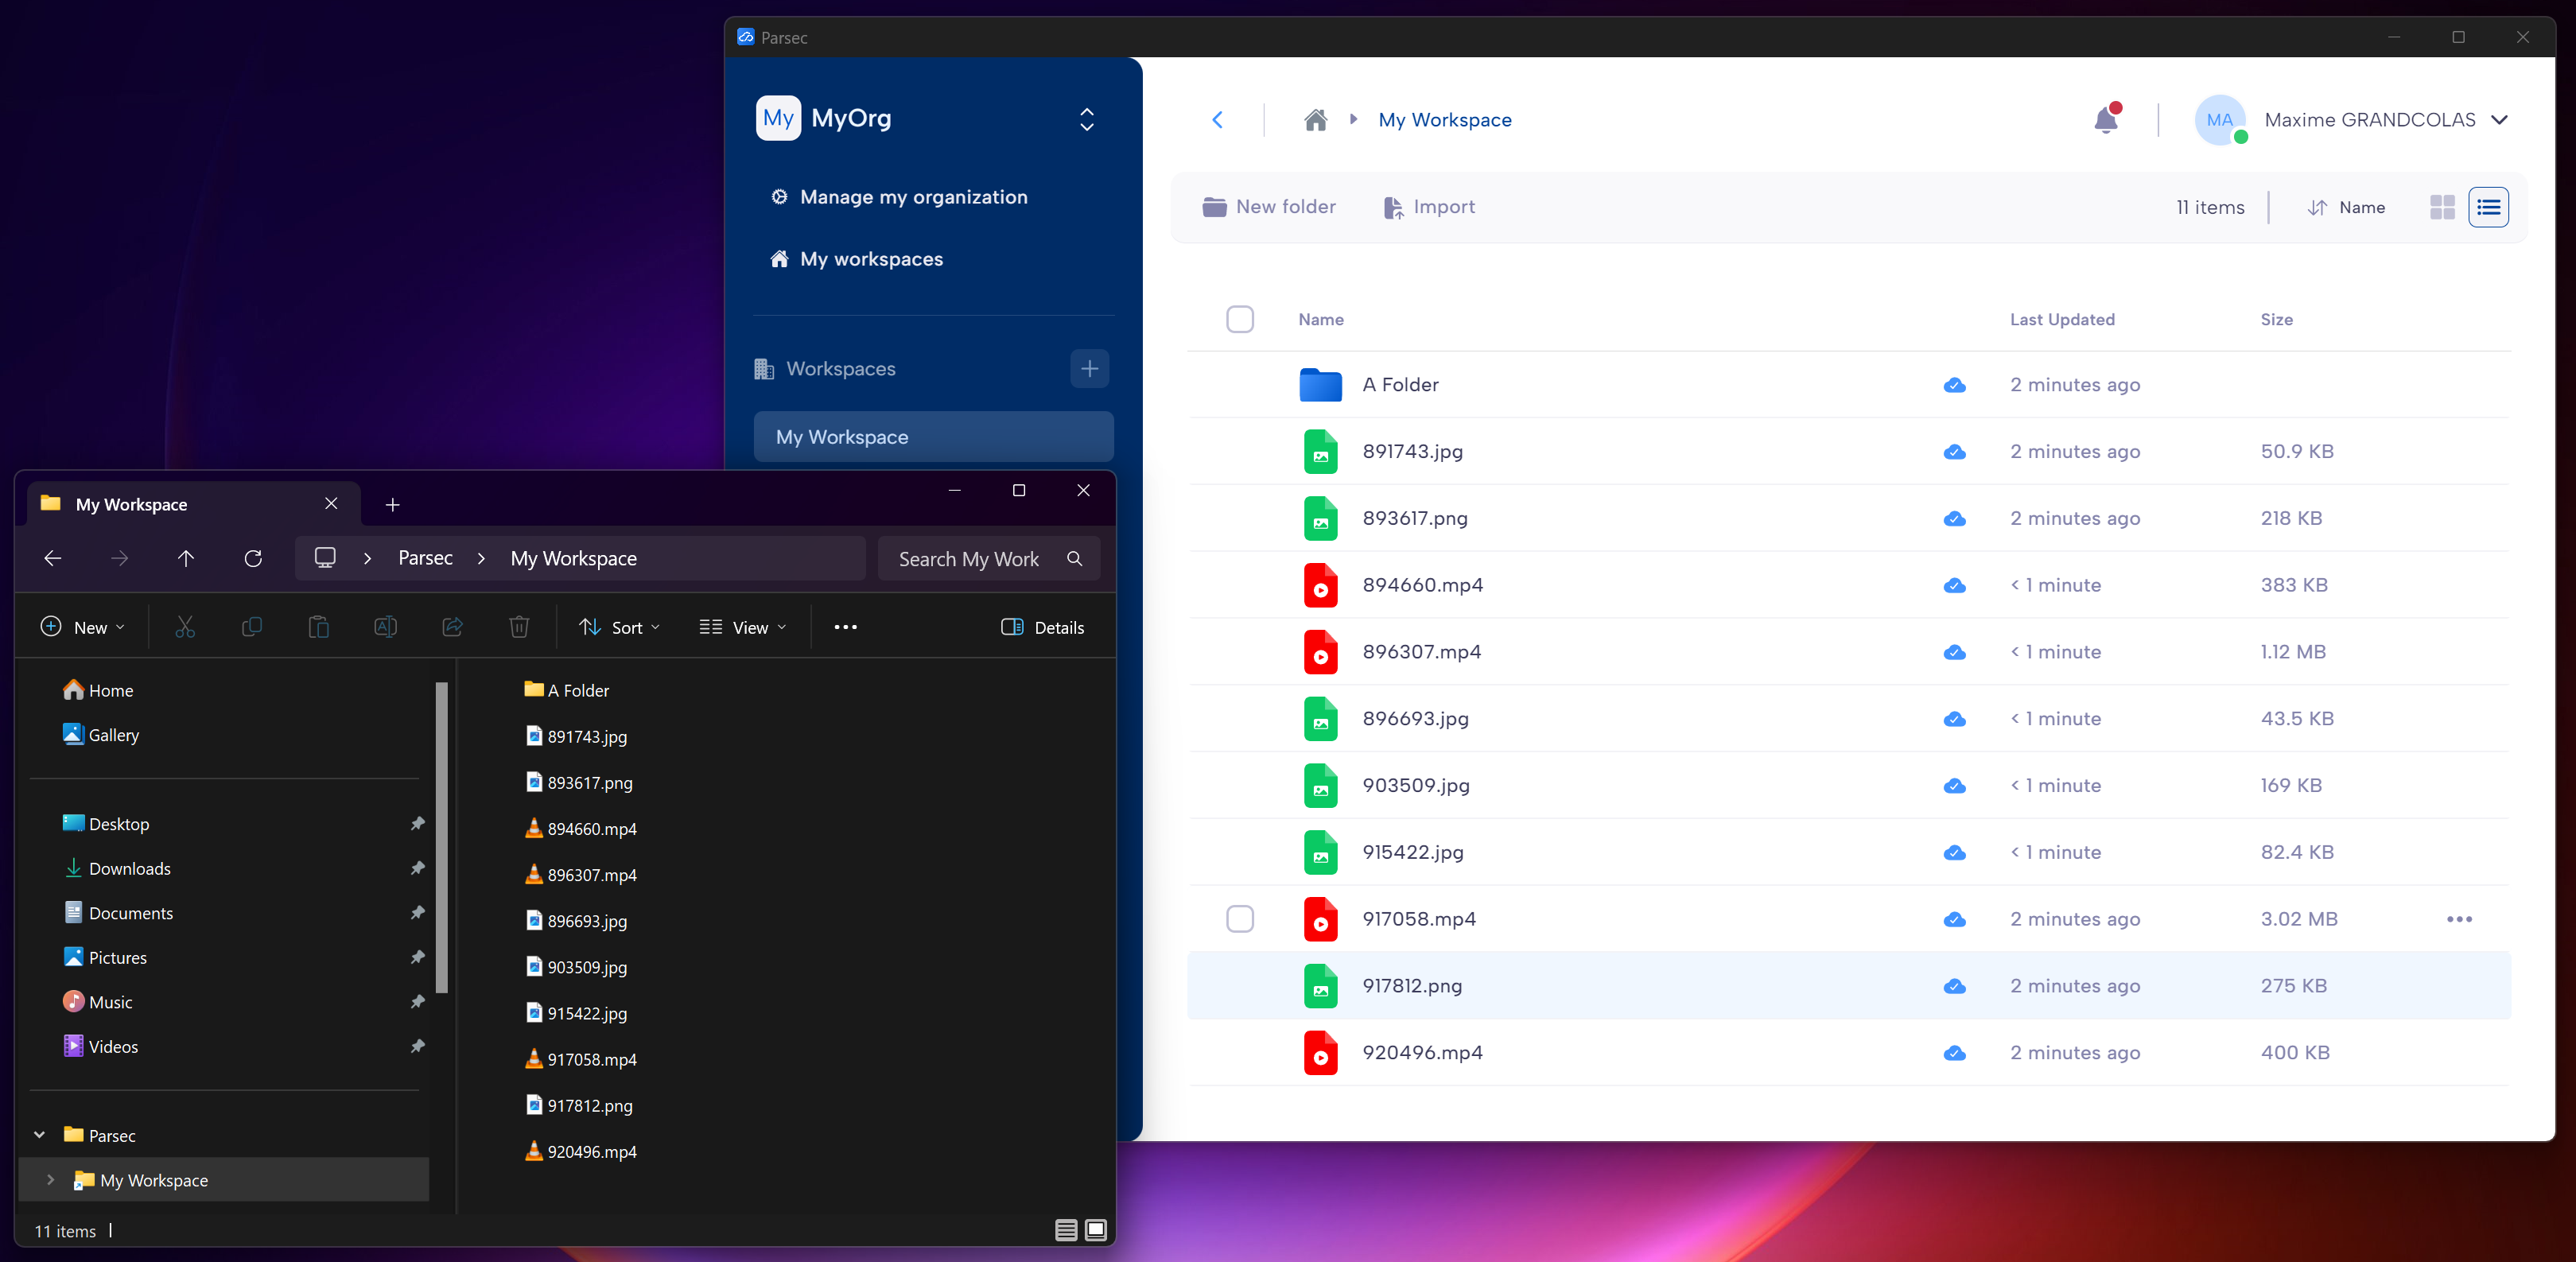 Parsec
My MyOrg
Manage my organization
My workspaces
Workspaces
My Workspace
My Workspace
MA Maxime GRANDCOLAS
New folder Import 11 items Name
Name Last Updated Size
A Folder 2 minutes ago
891743.jpg 2 minutes ago 50.9 KB
893617.png 2 minutes ago 218 KB
894660.mp4 < 1 minute 383 KB
896307.mp4 < 1 minute 1.12 MB
896693.jpg < 1 minute 43.5 KB
903509.jpg < 1 minute 169 KB
915422.jpg < 1 minute 82.4 KB
917058.mp4 2 minutes ago 3.02 MB
917812.png 2 minutes ago 275 KB
920496.mp4 2 minutes ago 400 KB
My Workspace
Parsec My Workspace Search My Work
New Sort View Details
Home
Gallery
Desktop
Downloads
Documents
Pictures
Music
Videos
Parsec
My Workspace
A Folder
891743.jpg
893617.png
894660.mp4
896307.mp4
896693.jpg
903509.jpg
915422.jpg
917058.mp4
917812.png
920496.mp4
11 items